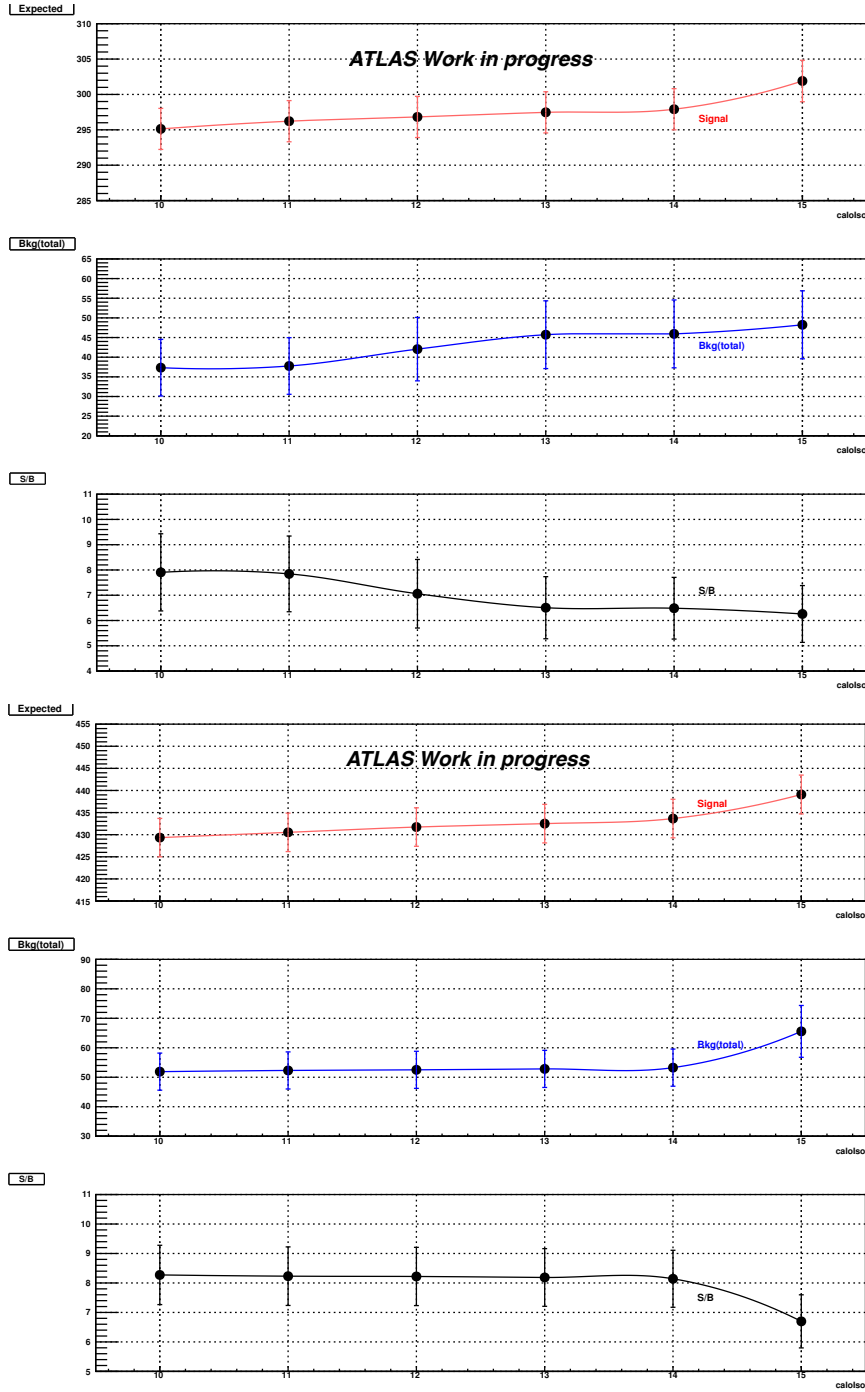 Expected
310
305
300
295
290
285
ATLAS Work in progress
Signal
10 11 12 13 14 15
caloIso
Bkg(total)
65
60
55
50
45
40
35
30
25
20
Bkg(total)
10 11 12 13 14 15
caloIso
S/B
11
10
9
8
7
6
5
4
S/B
10 11 12 13 14 15
caloIso
Expected
455
450
445
440
435
430
425
420
415
ATLAS Work in progress
Signal
10 11 12 13 14 15
caloIso
Bkg(total)
90
80
70
60
50
40
30
Bkg(total)
10 11 12 13 14 15
caloIso
S/B
11
10
9
8
7
6
5
S/B
10 11 12 13 14 15
caloIso